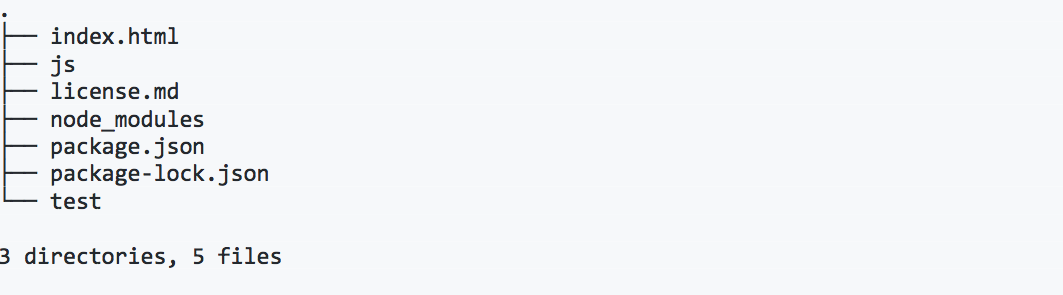 .
├── index.html
├── js
├── license.md
├── node_modules
├── package.json
├── package-lock.json
└── test
3 directories, 5 files